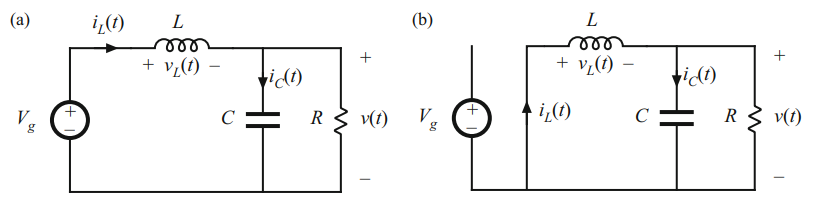 (a)
i_L(t)
L
+ v_L(t) −
i_C(t)
+
V_g
+
−
C
R
v(t)
−
(b)
L
+ v_L(t) −
i_C(t)
+
V_g
+
−
i_L(t)
C
R
v(t)
−